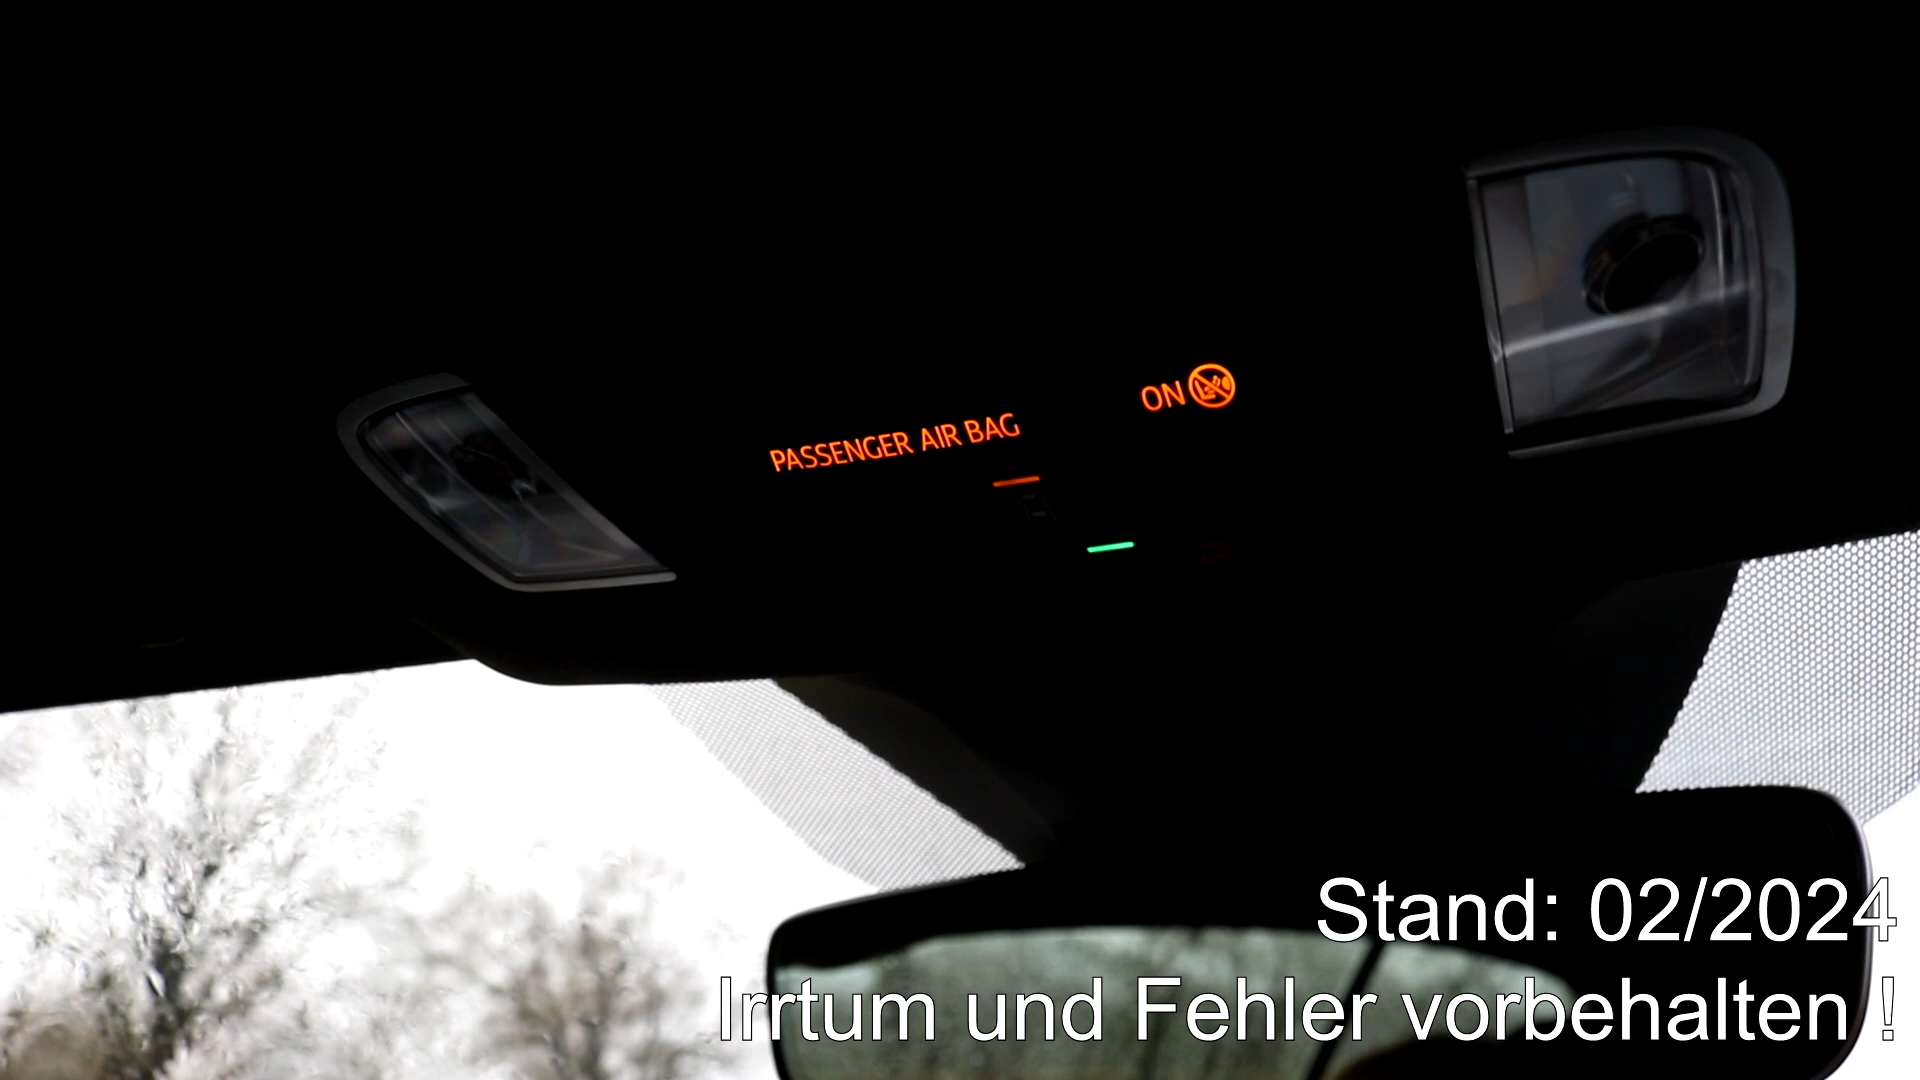 PASSENGER AIR BAG ON
Stand: 02/2024
Irrtum und Fehler vorbehalten !